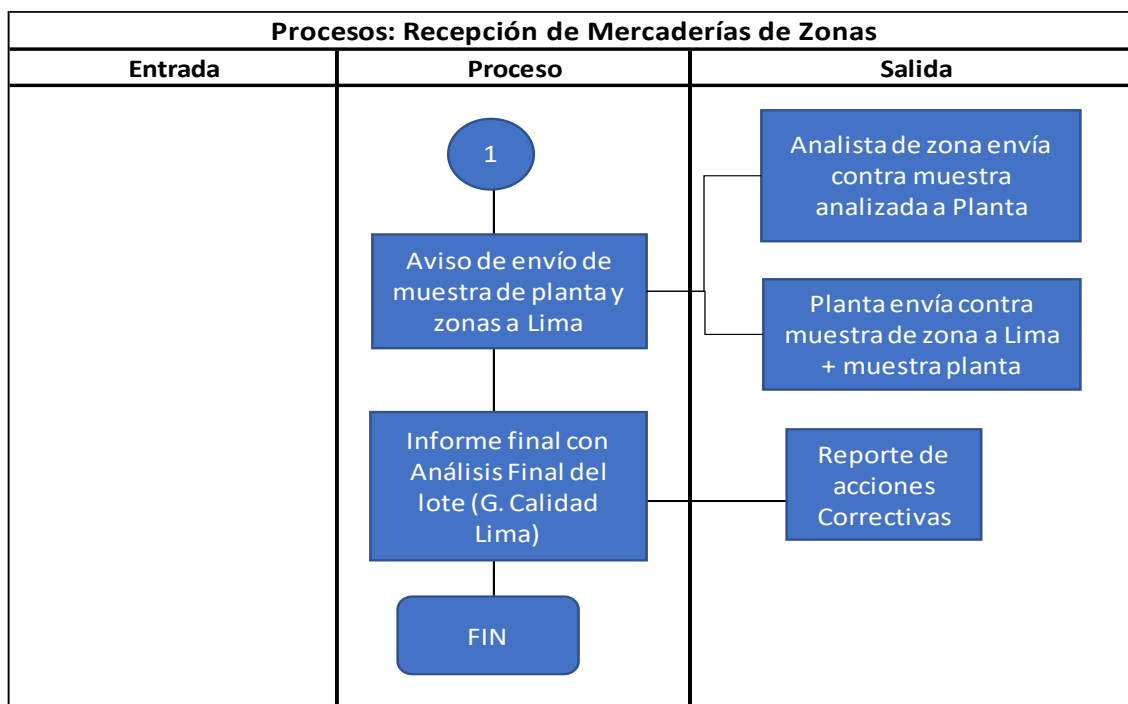 Procesos: Recepción de Mercaderías de Zonas
Entrada
Proceso
Salida
1
Analista de zona envía
contra muestra
analizada a Planta
Aviso de envío de
muestra de planta y
zonas a Lima
Planta envía contra
muestra de zona a Lima
+ muestra planta
Informe final con
Análisis Final del
lote (G. Calidad
Lima)
Reporte de
acciones
Correctivas
FIN